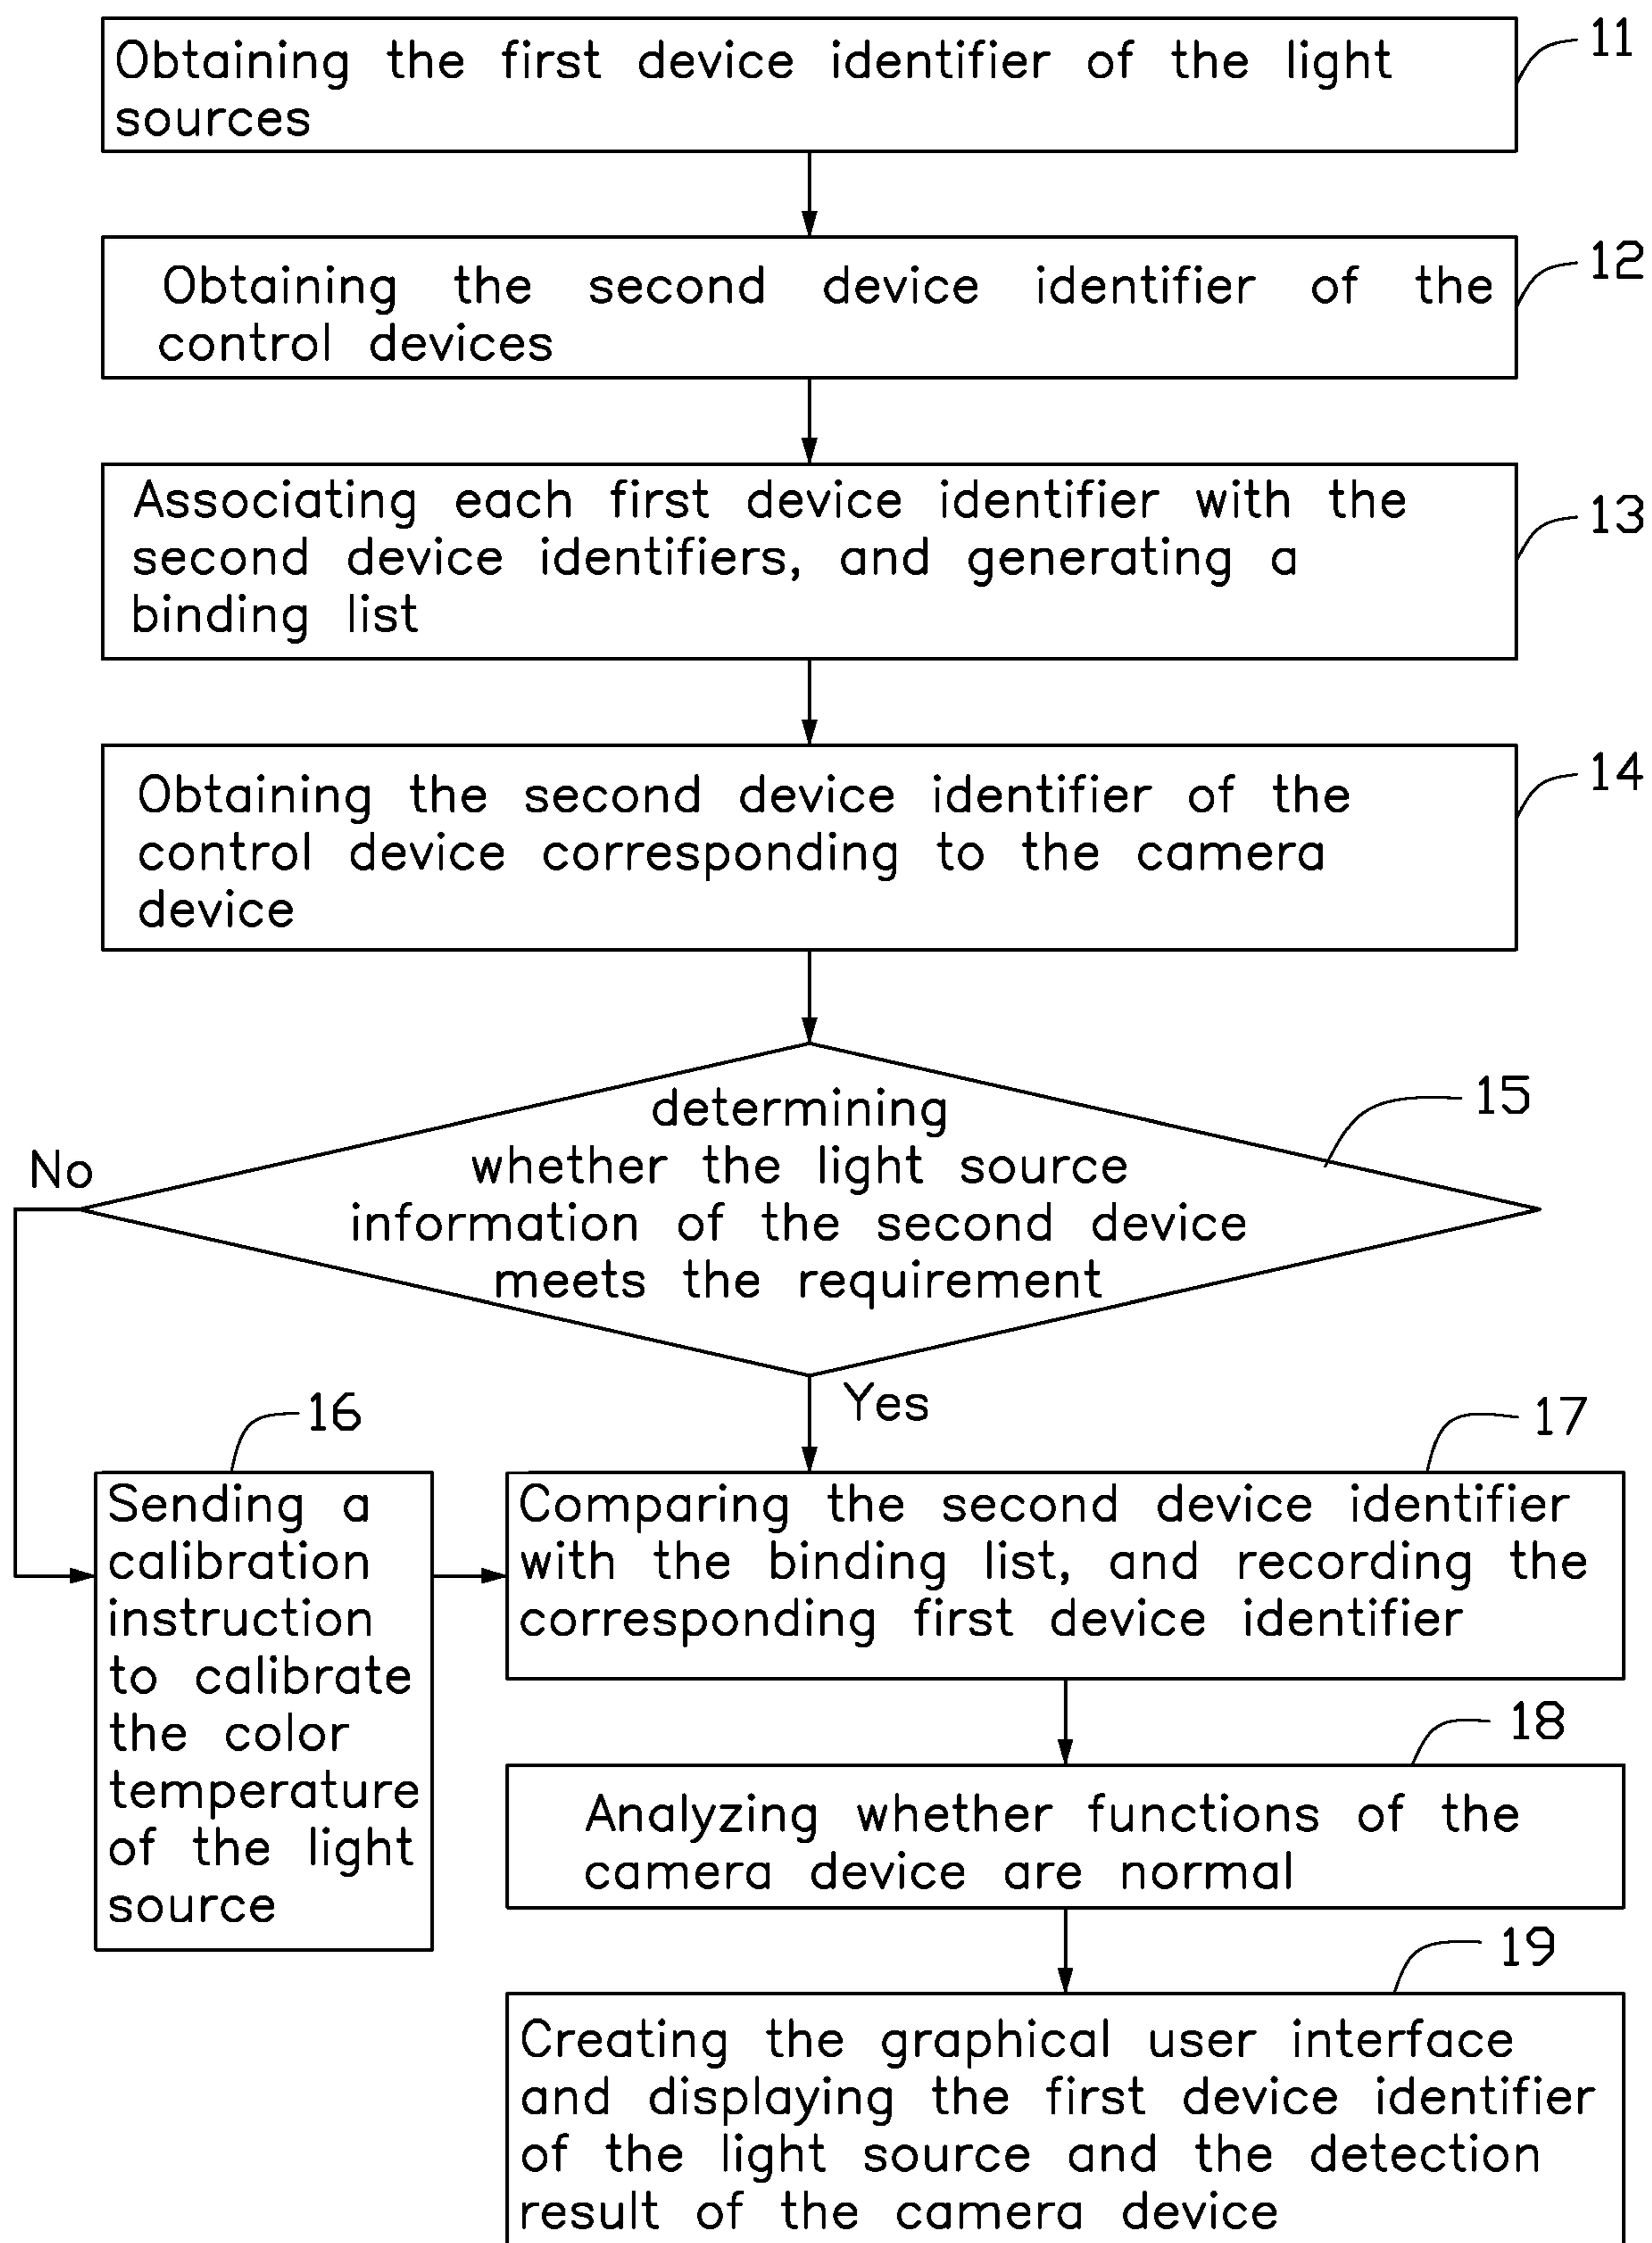 Obtaining the first device identifier of the light
sources
11
Obtaining the second device identifier of the
control devices
12
Associating each first device identifier with the
second device identifiers, and generating a
binding list
13
Obtaining the second device identifier of the
control device corresponding to the camera
device
14
determining
whether the light source
information of the second device
meets the requirement
15
No
Yes
16
Sending a
calibration
instruction
to calibrate
the color
temperature
of the light
source
17
Comparing the second device identifier
with the binding list, and recording the
corresponding first device identifier
18
Analyzing whether functions of the
camera device are normal
19
Creating the graphical user interface
and displaying the first device identifier
of the light source and the detection
result of the camera device